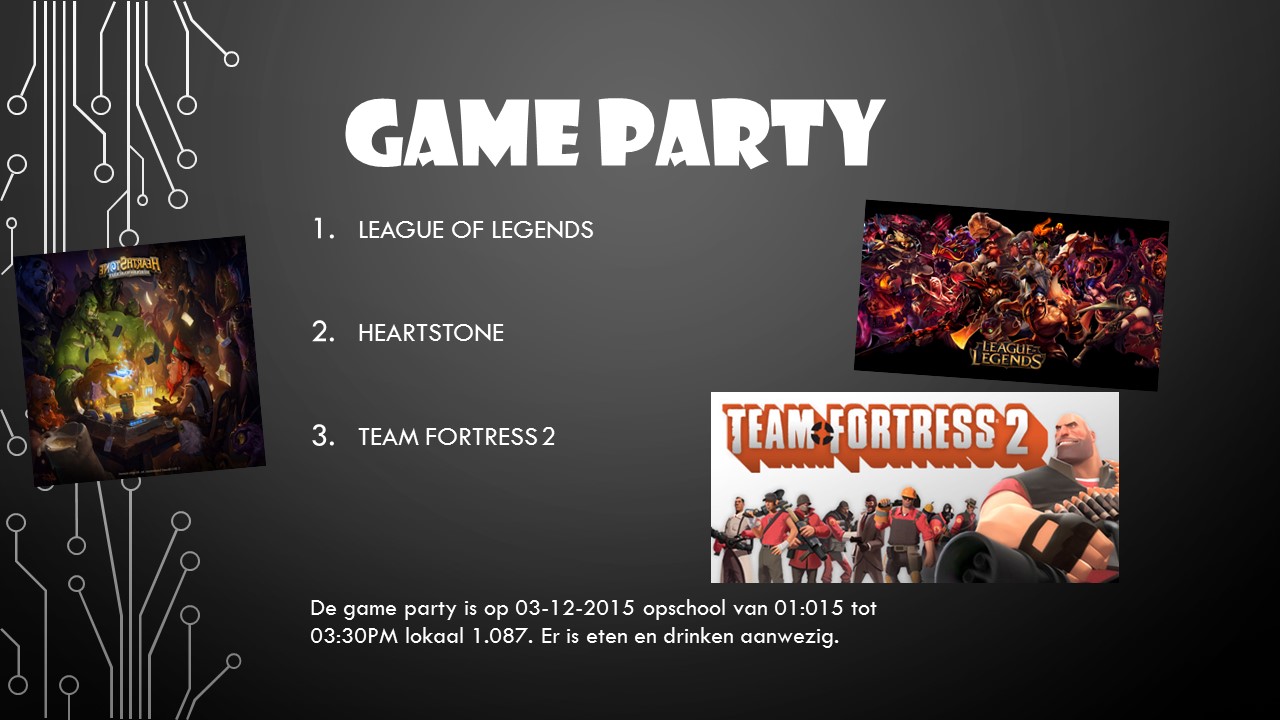 GAME PARTY
1. LEAGUE OF LEGENDS
2. HEARTSTONE
3. TEAM FORTRESS 2
HEARTHSTONE
LEAGUE OF
LEGENDS
TEAM FORTRESS 2
De game party is op 03-12-2015 opschool van 01:015 tot
03:30PM lokaal 1.087. Er is eten en drinken aanwezig.